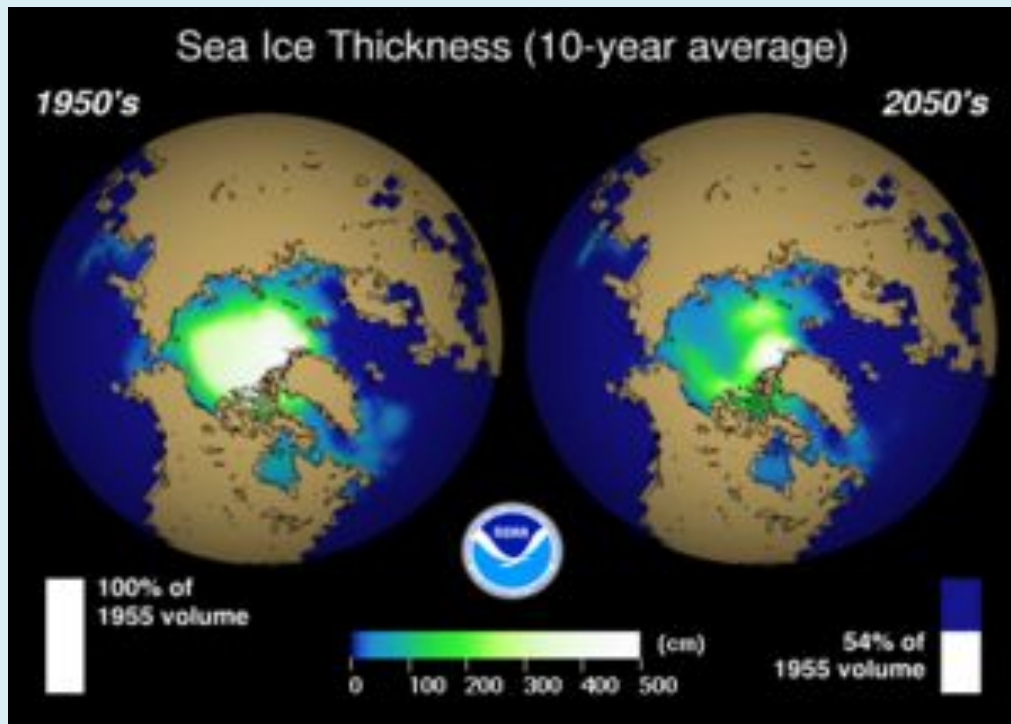 Sea Ice Thickness (10-year average)
1950's
2050's
NOAA
100% of
1955 volume
54% of
1955 volume
(cm)
0 100 200 300 400 500